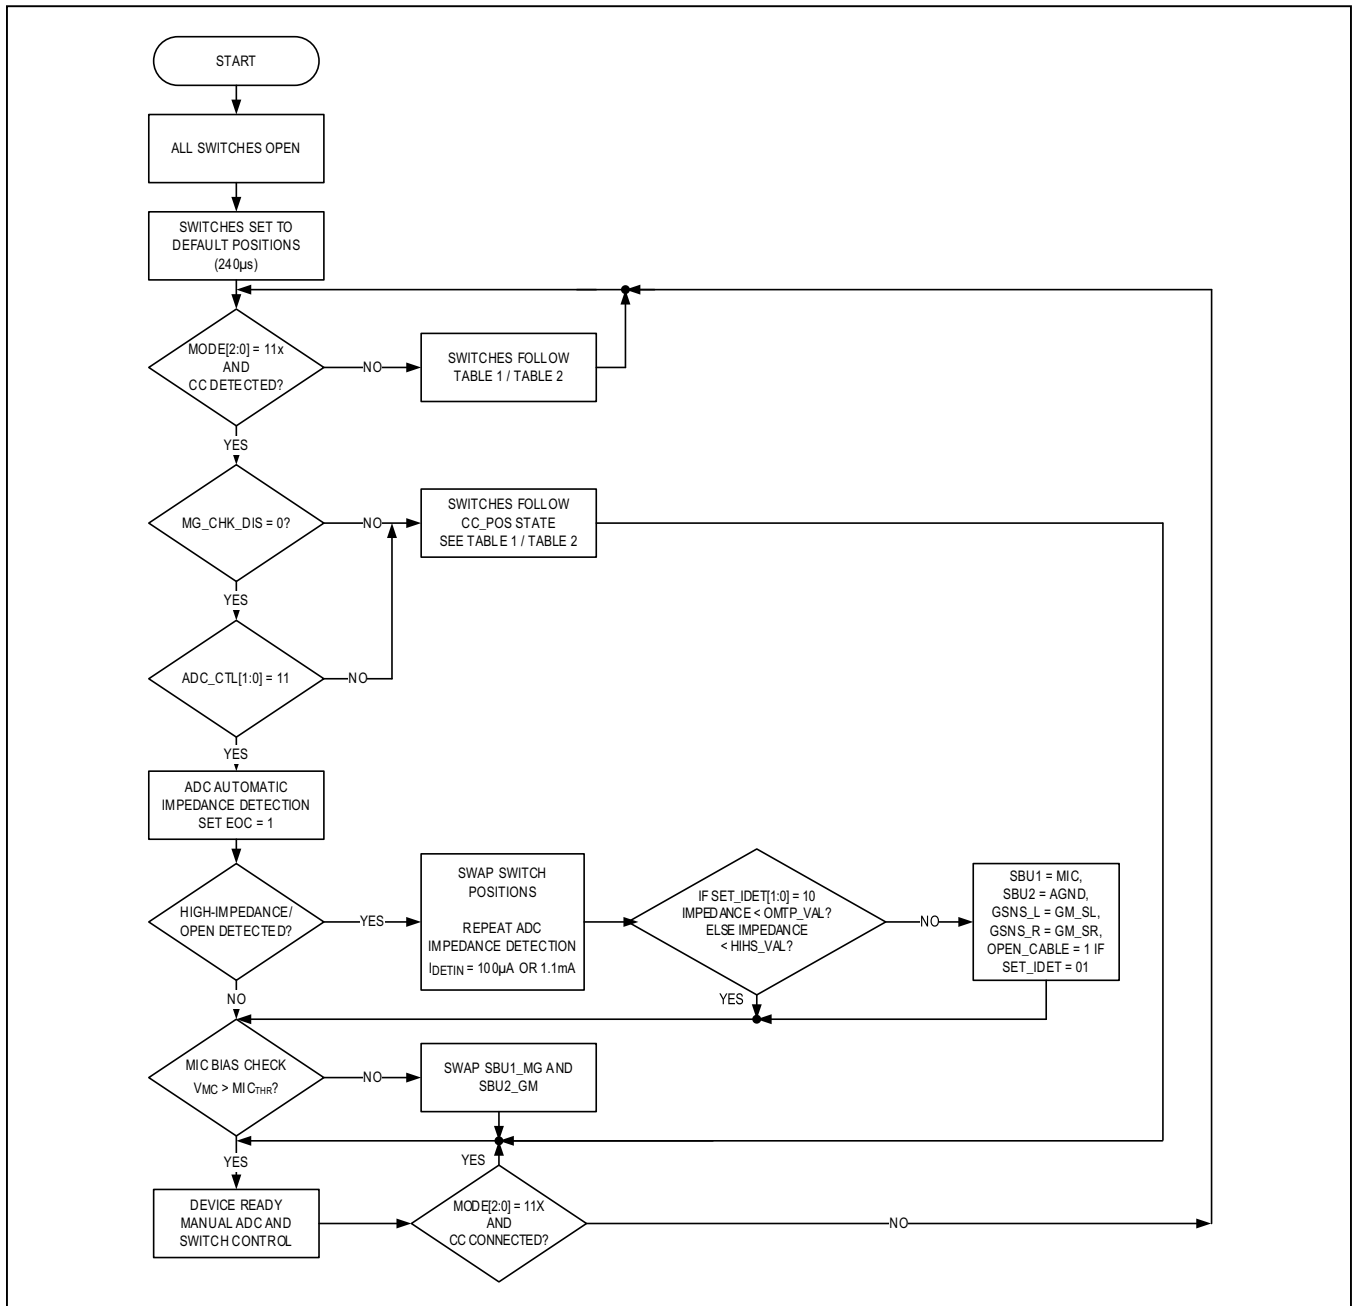 START
ALL SWITCHES OPEN
SWITCHES SET TO
DEFAULT POSITIONS
(240µs)
MODE[2:0] = 11x
AND
CC DETECTED?
NO
SWITCHES FOLLOW
TABLE 1 / TABLE 2
YES
MG_CHK_DIS = 0?
NO
SWITCHES FOLLOW
CC_POS STATE
SEE TABLE 1 / TABLE 2
YES
ADC_CTL[1:0] = 11
NO
YES
ADC AUTOMATIC
IMPEDANCE DETECTION
SET EOC = 1
HIGH-IMPEDANCE/
OPEN DETECTED?
YES
SWAP SWITCH
POSITIONS
REPEAT ADC
IMPEDANCE DETECTION
IDETIN = 100µA OR 1.1mA
IF SET_IDET[1:0] = 10
IMPEDANCE < OMTP_VAL?
ELSE IMPEDANCE
< HIHS_VAL?
NO
SBU1 = MIC,
SBU2 = AGND,
GSNS_L = GM_SL,
GSNS_R = GM_SR,
OPEN_CABLE = 1 IF
SET_IDET = 01
NO
YES
MIC BIAS CHECK
VMC > MICTHR?
NO
SWAP SBU1_MG AND
SBU2_GM
YES
YES
DEVICE READY
MANUAL ADC AND
SWITCH CONTROL
MODE[2:0] = 11X
AND
CC CONNECTED?
NO